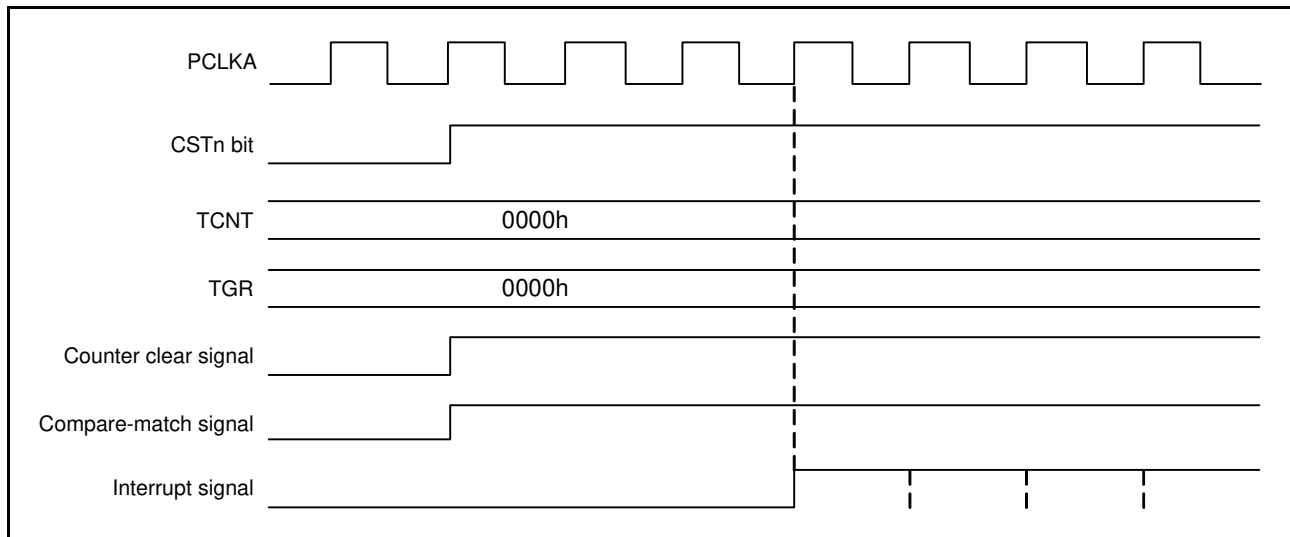 PCLKA
CSTn bit
TCNT
0000h
TGR
0000h
Counter clear signal
Compare-match signal
Interrupt signal